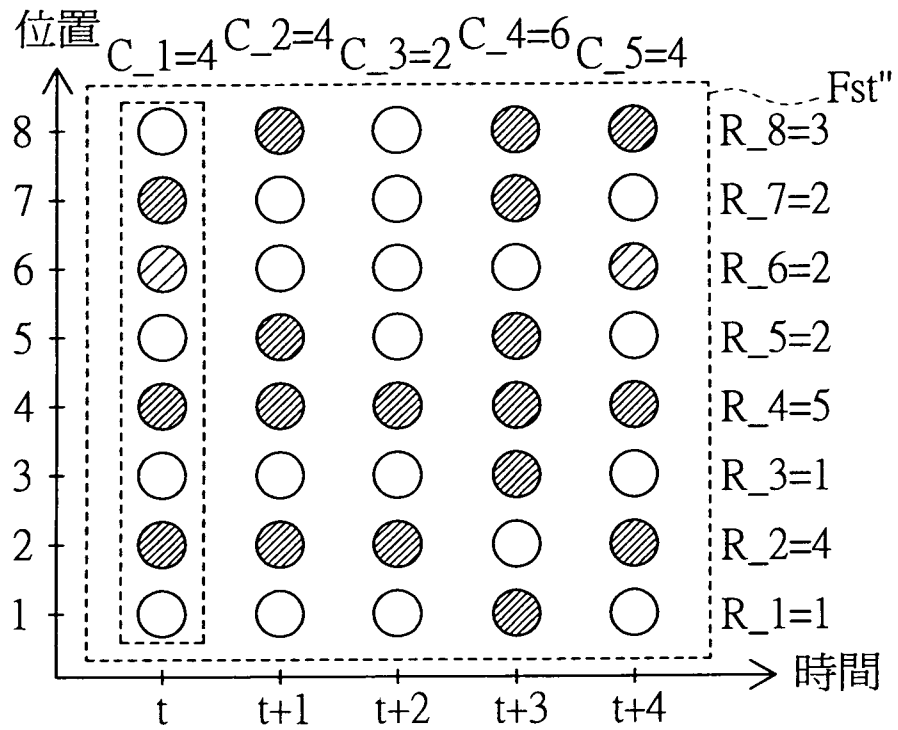 位置
C_1=4 C_2=4 C_3=2 C_4=6 C_5=4
Fst"
8 R_8=3
7 R_7=2
6 R_6=2
5 R_5=2
4 R_4=5
3 R_3=1
2 R_2=4
1 R_1=1
時間
t t+1 t+2 t+3 t+4